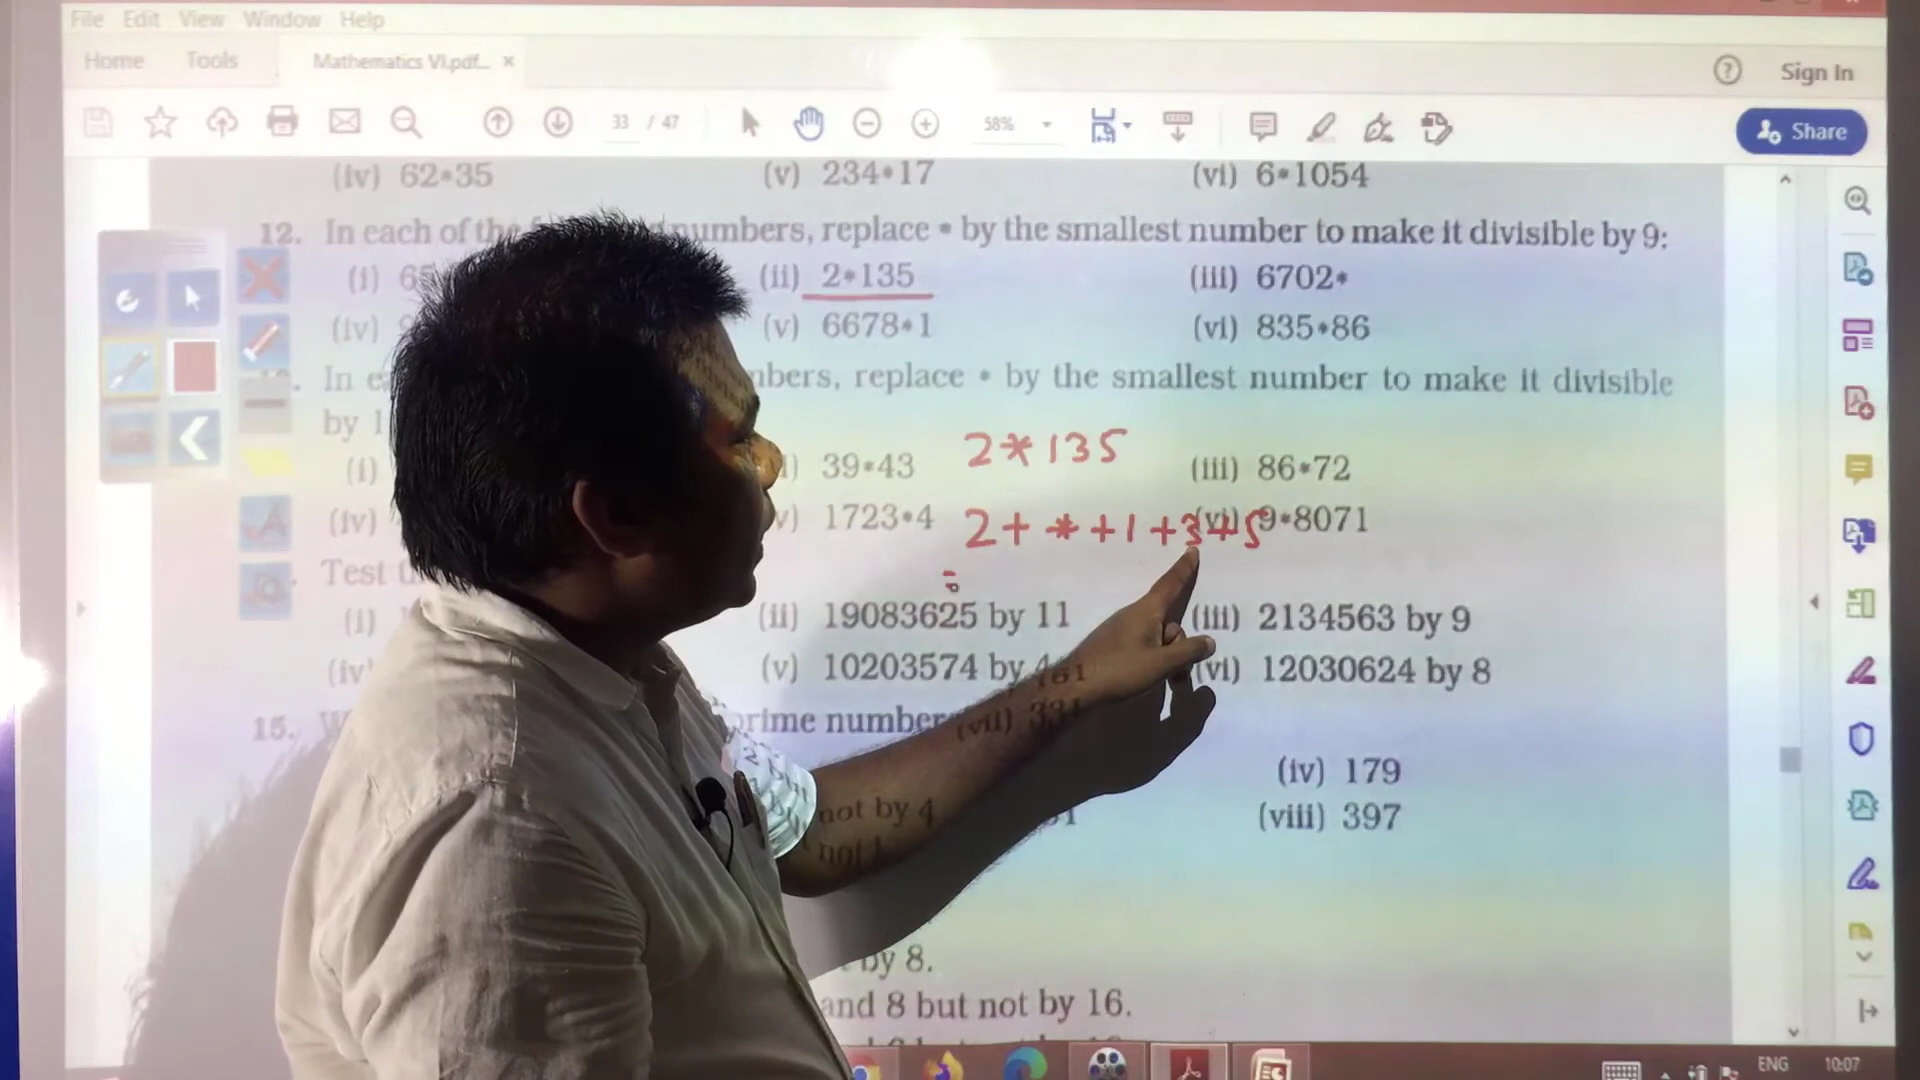 File Edit View Window Help
Home Tools Mathematics VI.pdf... × ? Sign In
33 / 47 58% Share
(iv) 62*35 (v) 234*17 (vi) 6*1054
12. In each of the numbers, replace * by the smallest number to make it divisible by 9:
(i) 65 (ii) 2*135 (iii) 6702*
(iv) (v) 6678*1 (vi) 835*86
In replace * by the smallest number to make it divisible
by
(i) 39*43 2*135 (iii) 86*72
(iv) 1723*4 2+*+1+3+5 (vi) 9*8071
Test =
(i) (ii) 19083625 by 11 (iii) 2134563 by 9
(v) 10203574 by (vi) 12030624 by 8
15. prime number (vii) 331
(iv) 179
not by 4 (viii) 397
by 8.
and 8 but not by 16.
ENG 10:07